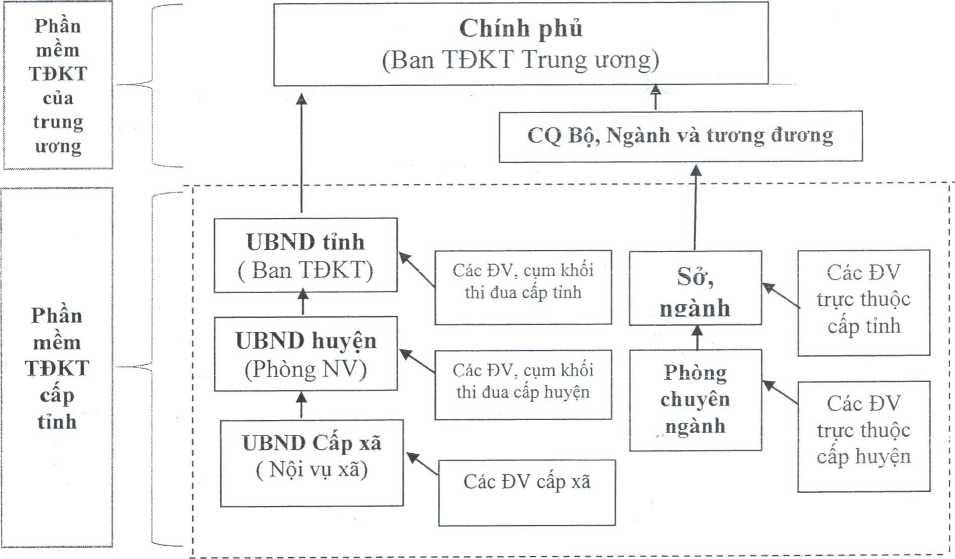 Phần
mềm
TĐKT
của
trung
ương
Chính phủ
(Ban TĐKT Trung ương)
CQ Bộ, Ngành và tương đương
Phần
mềm
TĐKT
cấp
tỉnh
UBND tỉnh
( Ban TĐKT)
Các ĐV, cụm khối
thi đua cấp tỉnh
UBND huyện
(Phòng NV)
Các ĐV, cụm khối
thi đua cấp huyện
UBND Cấp xã
( Nội vụ xã)
Các ĐV cấp xã
Sở,
ngành
Các ĐV
trực thuộc
cấp tỉnh
Phòng
chuyên
ngành
Các ĐV
trực thuộc
cấp huyện